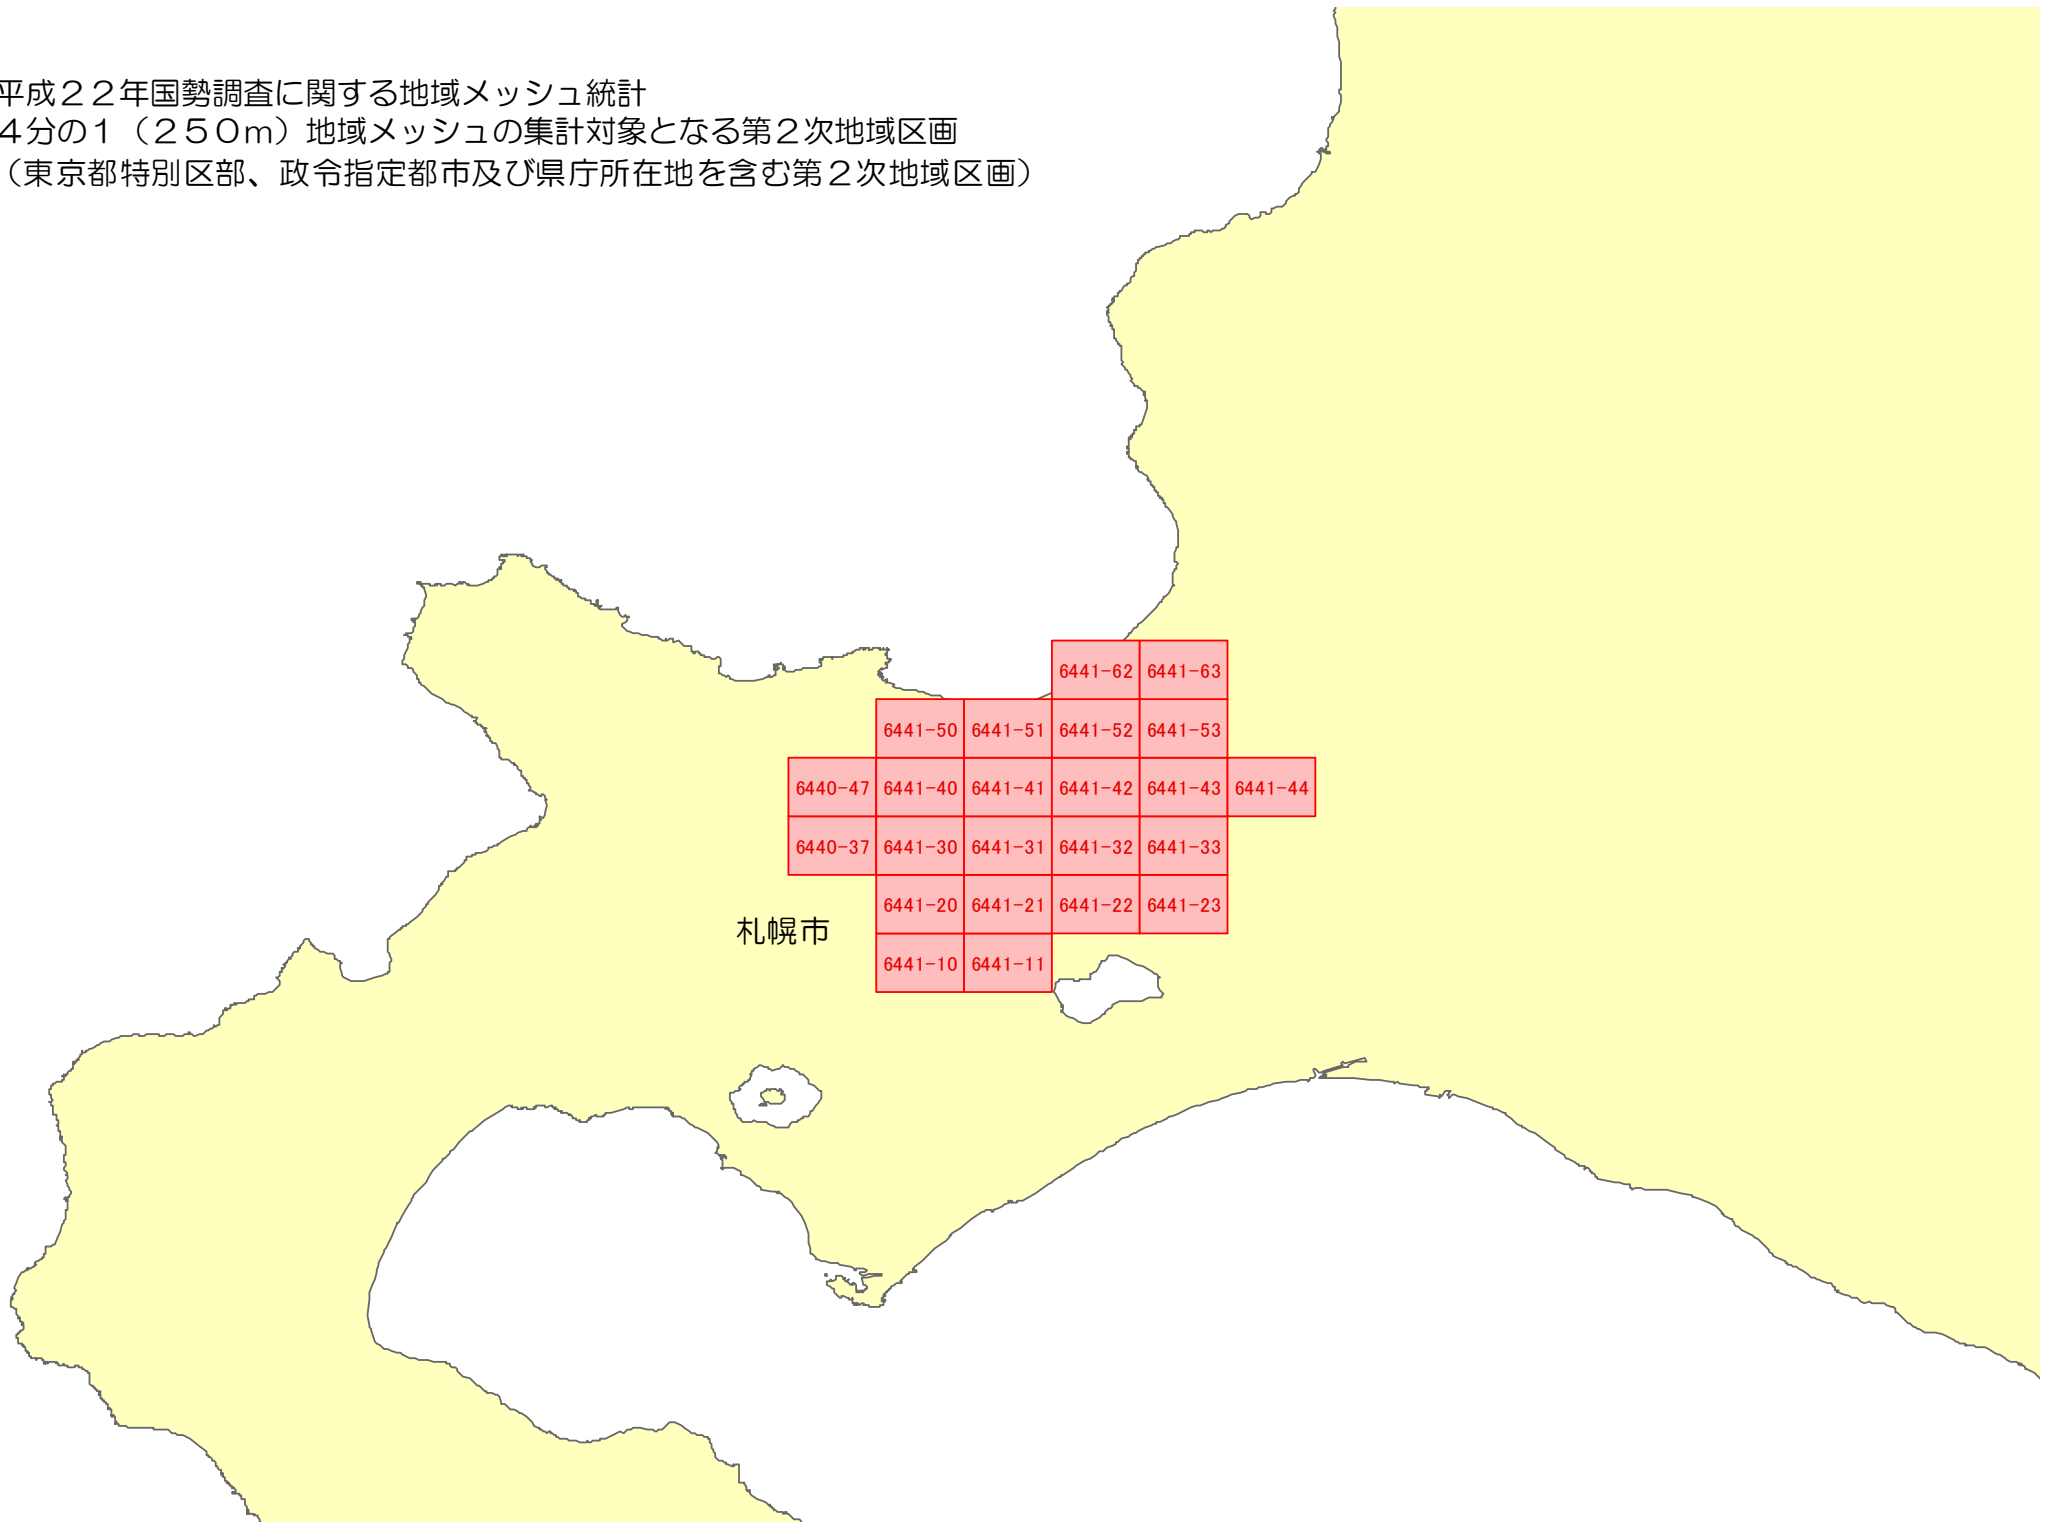 平成２２年国勢調査に関する地域メッシュ統計
４分の１（２５０ｍ）地域メッシュの集計対象となる第２次地域区画
（東京都特別区部、政令指定都市及び県庁所在地を含む第２次地域区画）
6441-62 6441-63
6441-50 6441-51 6441-52 6441-53
6440-47 6441-40 6441-41 6441-42 6441-43 6441-44
6440-37 6441-30 6441-31 6441-32 6441-33
6441-20 6441-21 6441-22 6441-23
札幌市
6441-10 6441-11